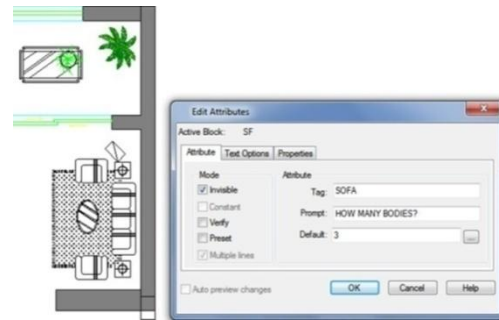 Edit Attributes
Active Block: SF
Attribute Text Options Properties
Mode
Invisible
Constant
Verify
Preset
Multiple lines
Attribute
Tag: SOFA
Prompt: HOW MANY BODIES?
Default: 3
...
Auto preview changes
OK Cancel Help